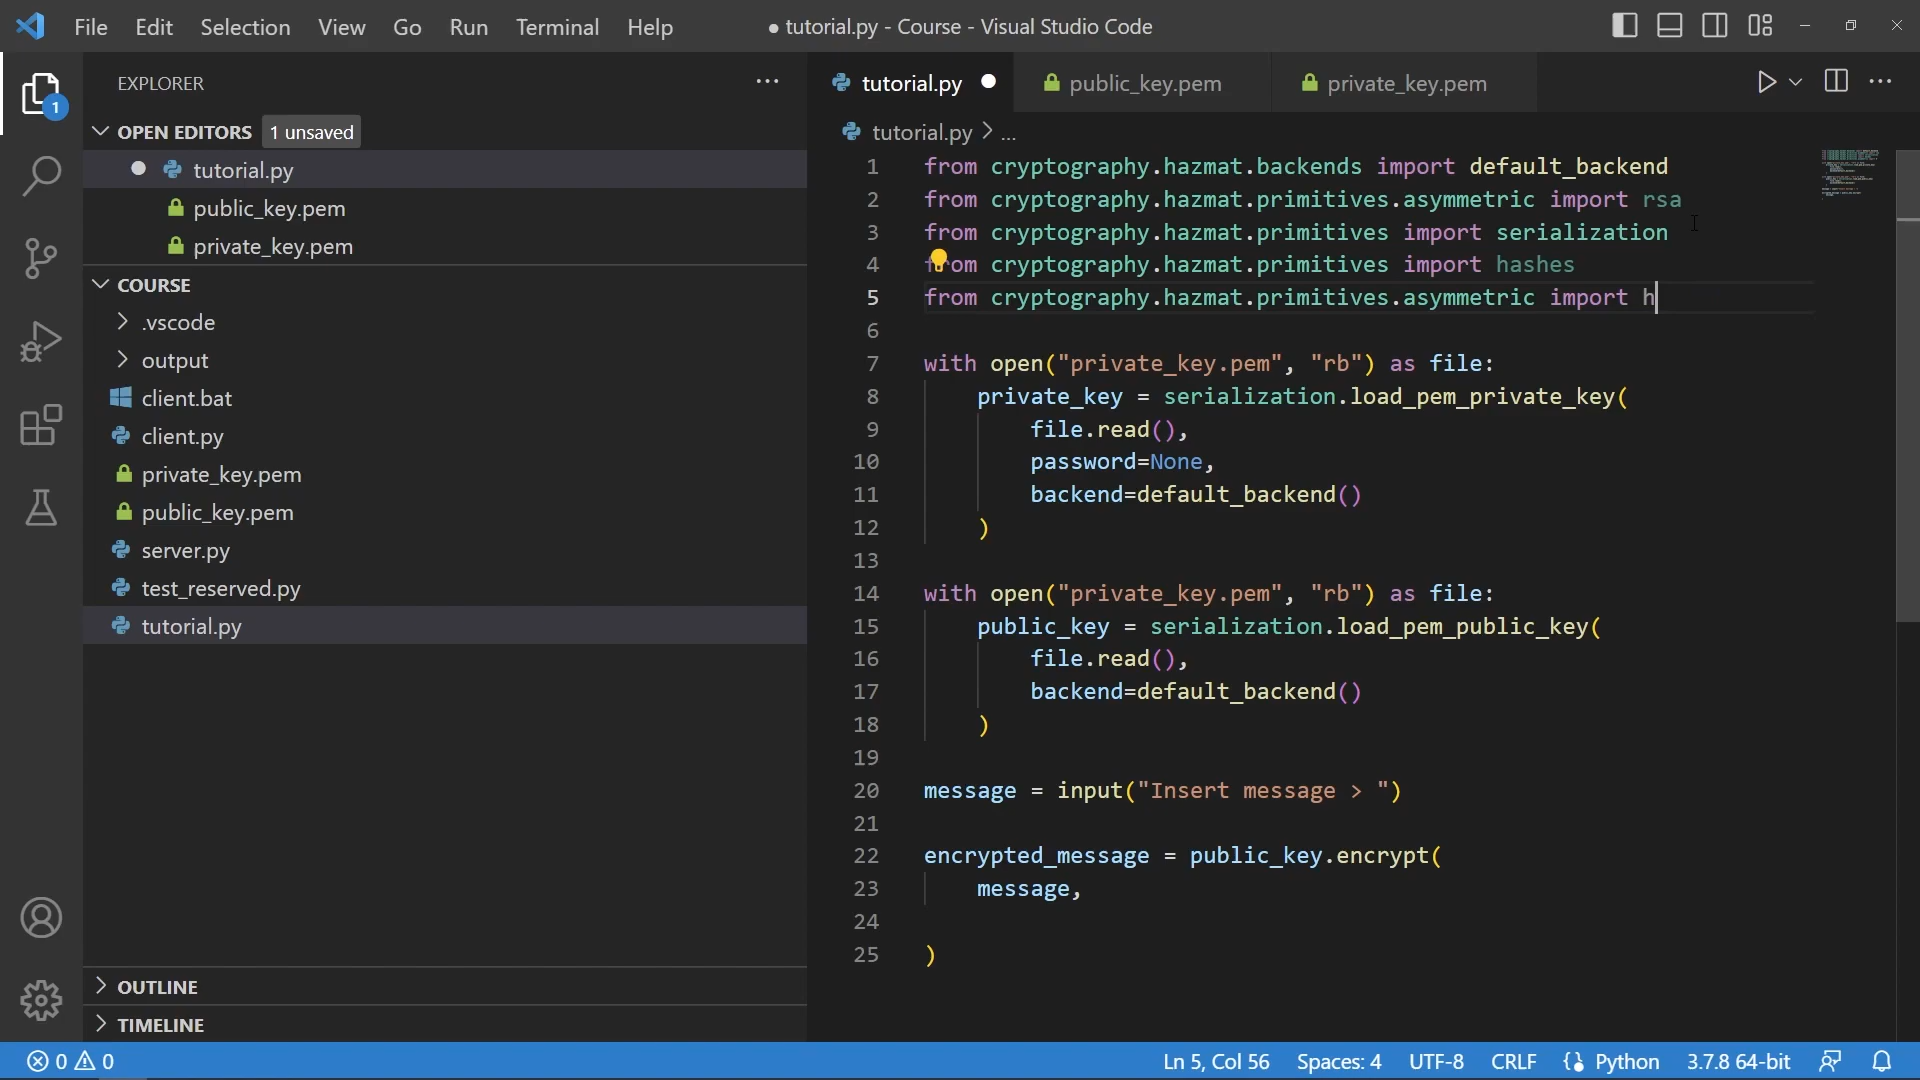 File Edit Selection View Go Run Terminal Help
● tutorial.py - Course - Visual Studio Code
1
EXPLORER
OPEN EDITORS 1 unsaved
tutorial.py
public_key.pem
private_key.pem
COURSE
.vscode
output
client.bat
client.py
private_key.pem
public_key.pem
server.py
test_reserved.py
tutorial.py
OUTLINE
TIMELINE
tutorial.py public_key.pem private_key.pem
tutorial.py > ...
1 from cryptography.hazmat.backends import default_backend
2 from cryptography.hazmat.primitives.asymmetric import rsa
3 from cryptography.hazmat.primitives import serialization
4 from cryptography.hazmat.primitives import hashes
5 from cryptography.hazmat.primitives.asymmetric import h
6
7 with open("private_key.pem", "rb") as file:
8     private_key = serialization.load_pem_private_key(
9         file.read(),
10         password=None,
11         backend=default_backend()
12     )
13
14 with open("private_key.pem", "rb") as file:
15     public_key = serialization.load_pem_public_key(
16         file.read(),
17         backend=default_backend()
18     )
19
20 message = input("Insert message > ")
21
22 encrypted_message = public_key.encrypt(
23     message,
24
25 )
0 0 Ln 5, Col 56 Spaces: 4 UTF-8 CRLF Python 3.7.8 64-bit